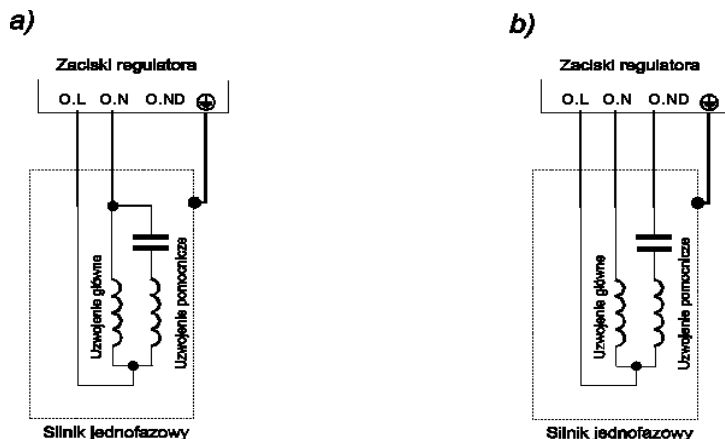 a)
Zaciski regulatora
O.L O.N O.ND
Uzwojenie główne
Uzwojenie pomocnicze
Silnik jednofazowy
b)
Zaciski regulatora
O.L O.N O.ND
Uzwojenie główne
Uzwojenie pomocnicze
Silnik jednofazowy